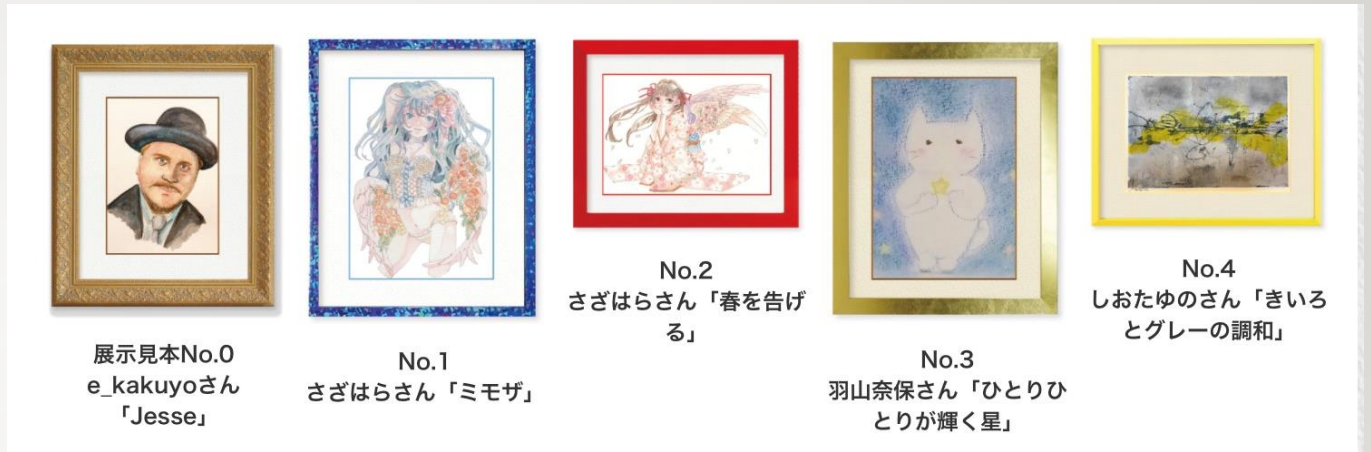 展示見本No.0
e_kakuyoさん
「Jesse」
No.1
さざはらさん「ミモザ」
No.2
さざはらさん「春を告げ
る」
No.3
羽山奈保さん「ひとりひ
とりが輝く星」
No.4
しおたゆのさん「きいろ
とグレーの調和」